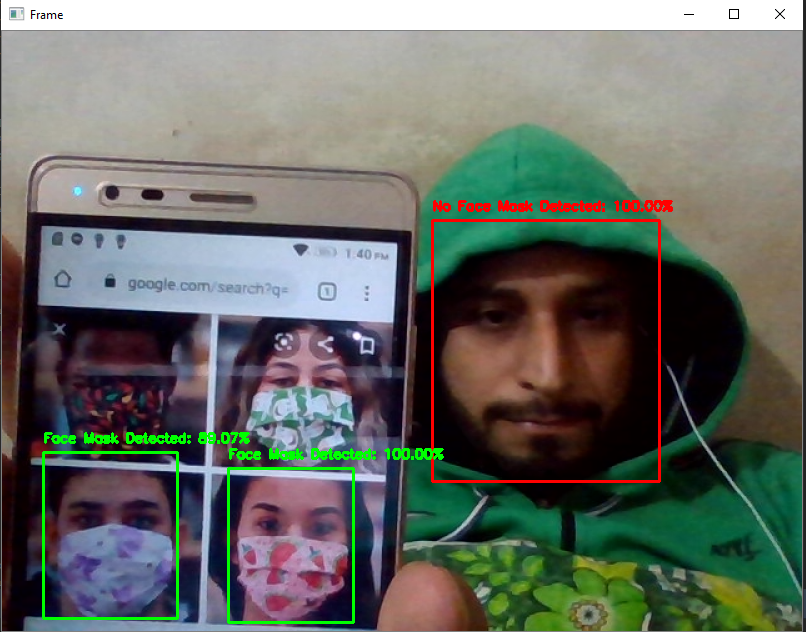 Frame
No Face Mask Detected: 100.00%
1:40 PM
google.com/search?q=
1
Face Mask Detected: 89.07%
Face Mask Detected: 100.00%